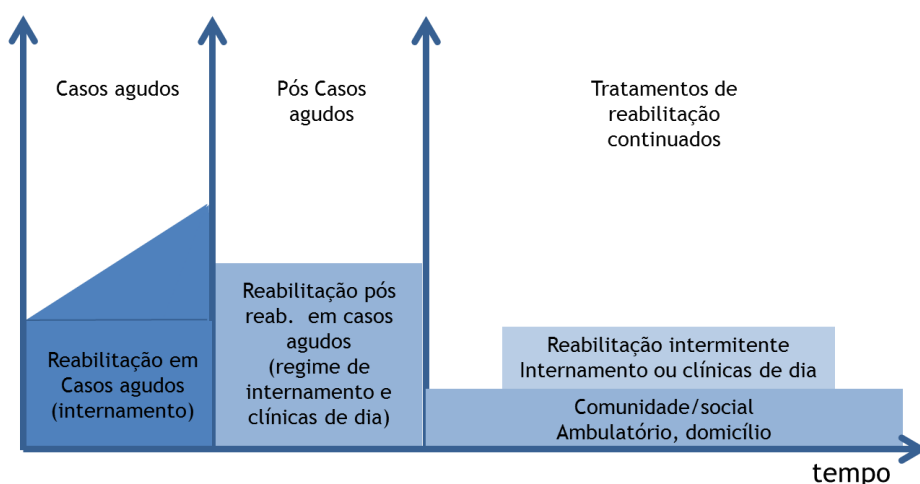 Casos agudos
Pós Casos
agudos
Tratamentos de
reabilitação
continuados
Reabilitação em
Casos agudos
(internamento)
Reabilitação pós
reab. em casos
agudos
(regime de
internamento e
clínicas de dia)
Reabilitação intermitente
Internamento ou clínicas de dia
Comunidade/social
Ambulatório, domicílio
tempo